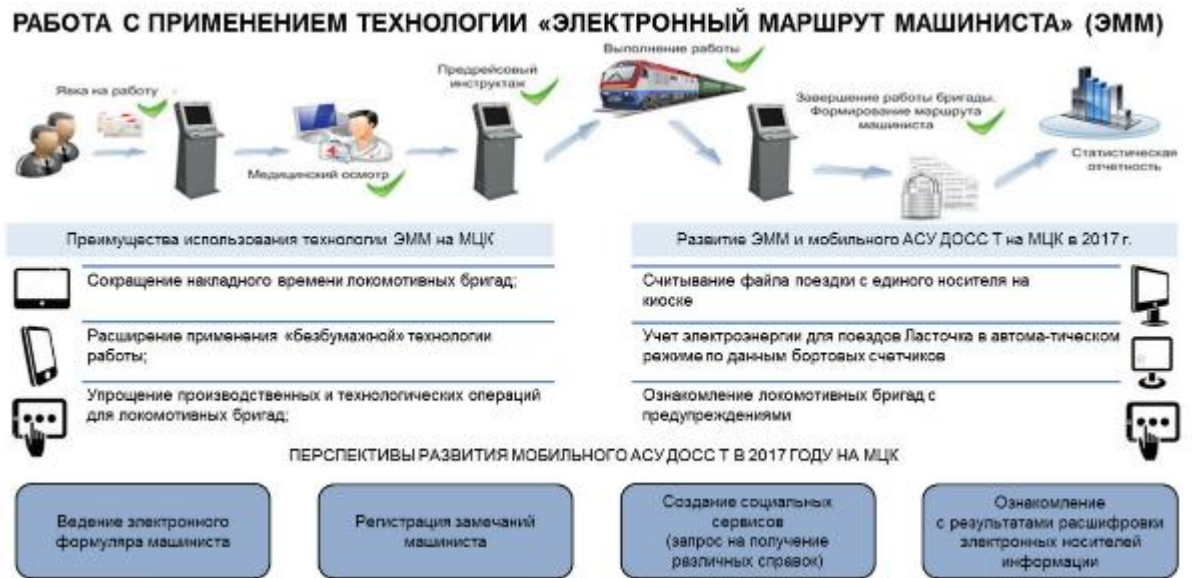 РАБОТА С ПРИМЕНЕНИЕМ ТЕХНОЛОГИИ «ЭЛЕКТРОННЫЙ МАРШРУТ МАШИНИСТА» (ЭММ)
Явка на работу
Медицинский осмотр
Предрейсовый
инструктаж
Выполнение работы
Завершение работы бригады.
Формирование маршрута
машиниста
Статистическая
отчетность
Преимущества использования технологии ЭММ на МЦК
Сокращение накладного времени локомотивных бригад;
Расширение применения «безбумажной» технологии
работы;
Упрощение производственных и технологических операций
для локомотивных бригад;
Развитие ЭММ и мобильного АСУ ДОСС Т на МЦК в 2017 г.
Считывание файла поездки с единого носителя на
киоске
Учет электроэнергии для поездов Ласточка в автома-тическом
режиме по данным бортовых счетчиков
Ознакомление локомотивных бригад с
предупреждениями
ПЕРСПЕКТИВЫ РАЗВИТИЯ МОБИЛЬНОГО АСУ ДОСС Т В 2017 ГОДУ НА МЦК
Ведение электронного
формуляра машиниста
Регистрация замечаний
машиниста
Создание социальных
сервисов
(запрос на получение
различных справок)
Ознакомление
с результатами расшифровки
электронных носителей
информации